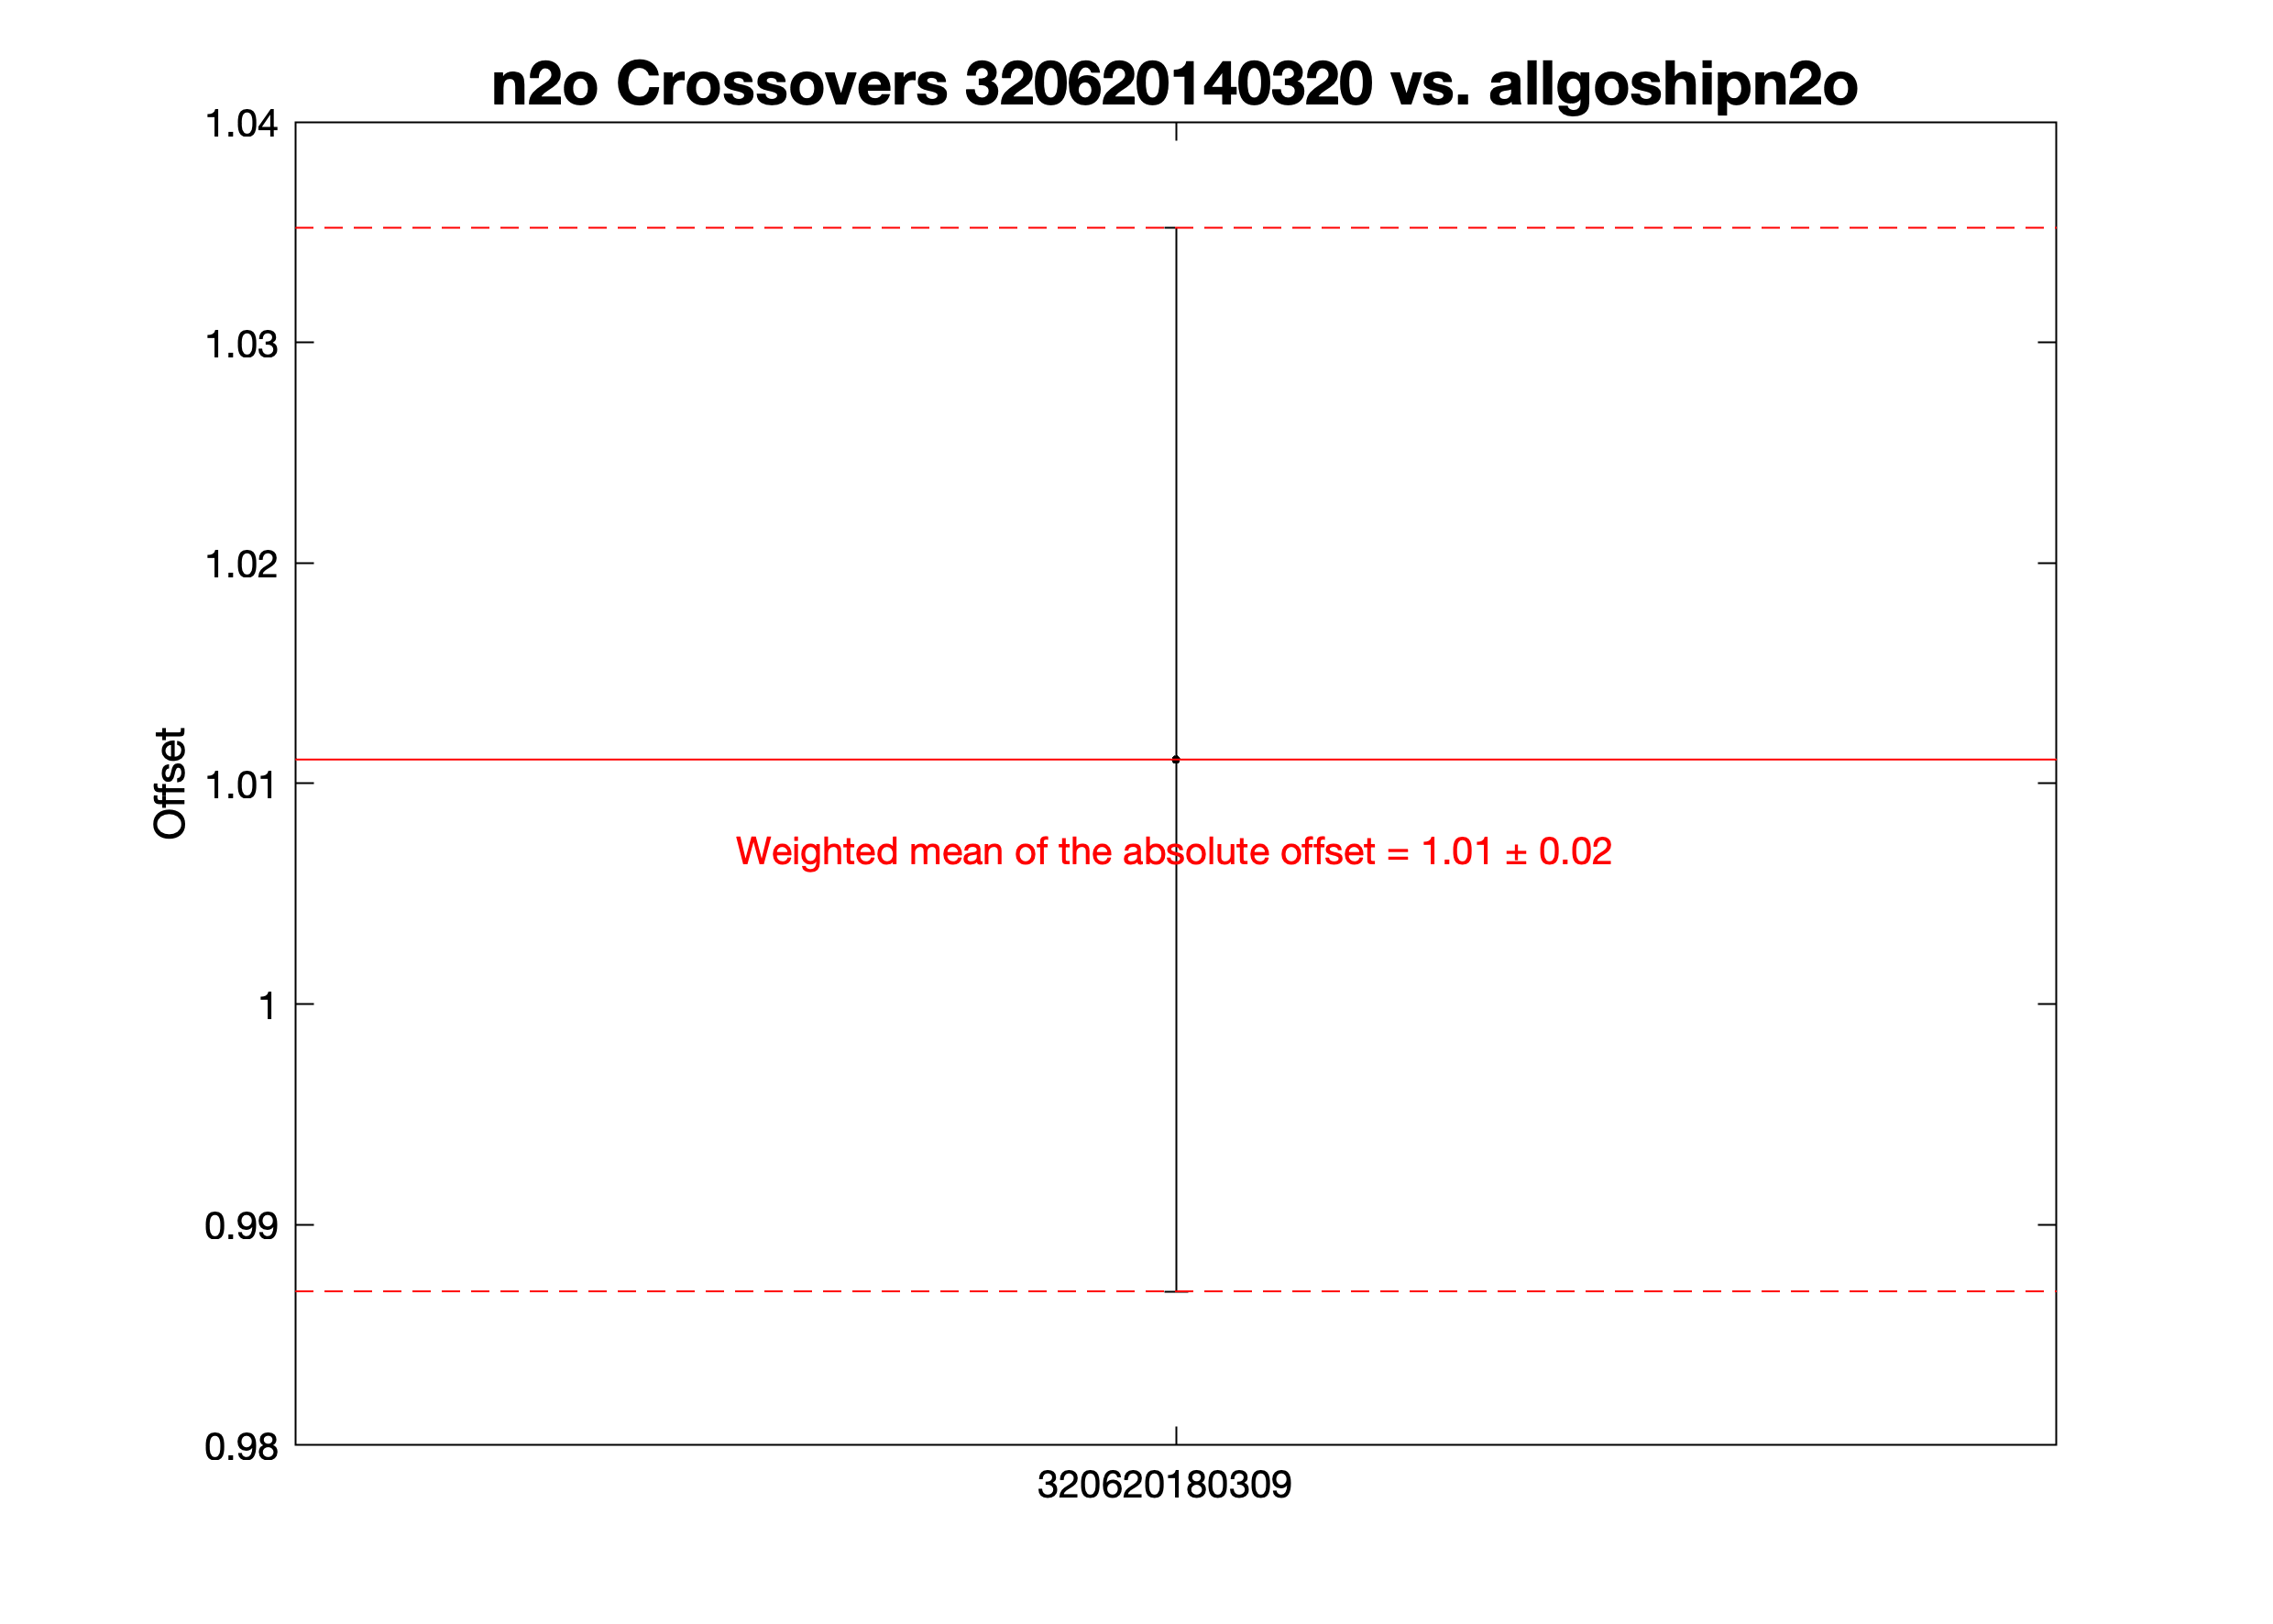 n2o Crossovers 320620140320 vs. allgoshipn2o
1.04
1.03
1.02
1.01
1
0.99
0.98
Offset
Weighted mean of the absolute offset = 1.01 ± 0.02
320620180309